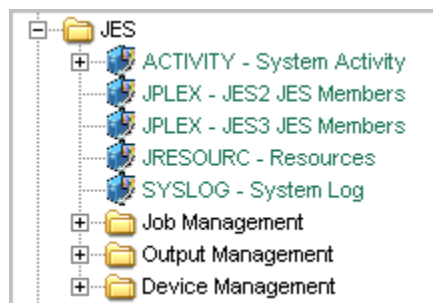 JES
ACTIVITY - System Activity
JPLEX - JES2 JES Members
JPLEX - JES3 JES Members
JRESOURC - Resources
SYSLOG - System Log
Job Management
Output Management
Device Management